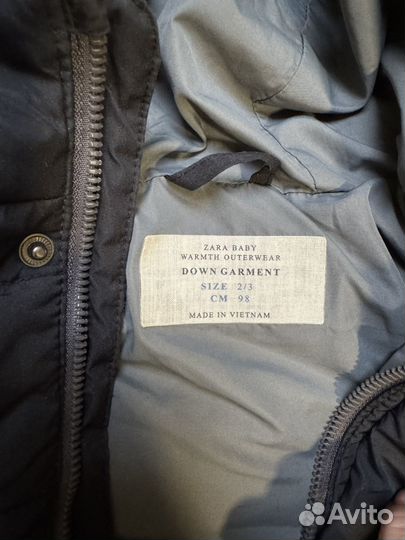 ZARA BABY
WARMTH OUTERWEAR
DOWN GARMENT
SIZE 2/3
CM 98
MADE IN VIETNAM
Avito